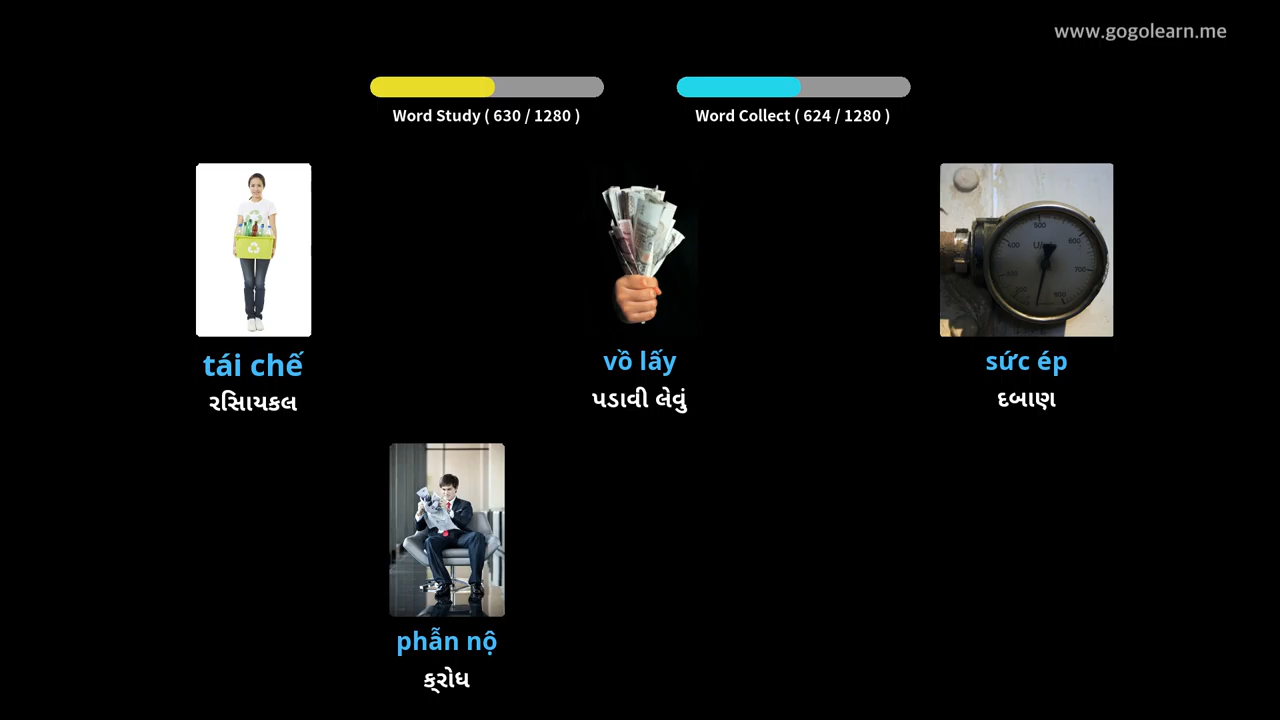 www.gogolearn.me
Word Study ( 630 / 1280 )
Word Collect ( 624 / 1280 )
tái chế
રિસાયકલ
vồ lấy
પડાવી લેવું
sức ép
દબાણ
phẫn nộ
ક્રોધ